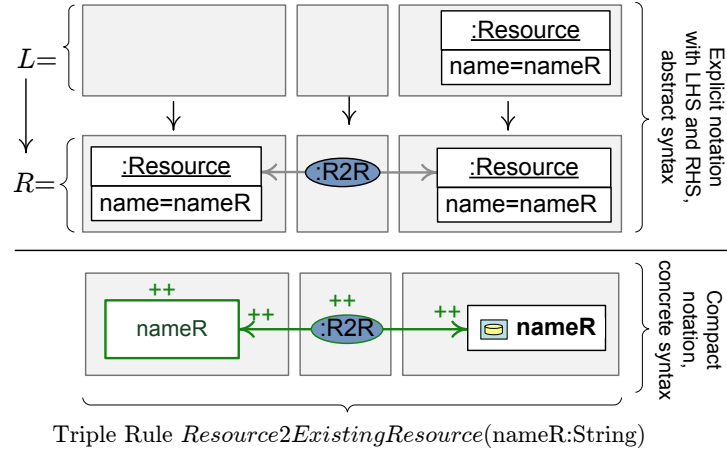 L=
:Resource
name=nameR
Explicit notation
with LHS and RHS,
abstract syntax
R=
:Resource
name=nameR
:R2R
:Resource
name=nameR
++
++
++
++
nameR
:R2R
nameR
Compact
notation,
concrete syntax
Triple Rule Resource2ExistingResource(nameR:String)